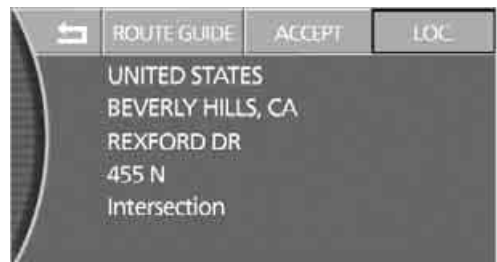 ROUTE GUIDE ACCEPT LOC.
UNITED STATES
BEVERLY HILLS, CA
REXFORD DR
455 N
Intersection